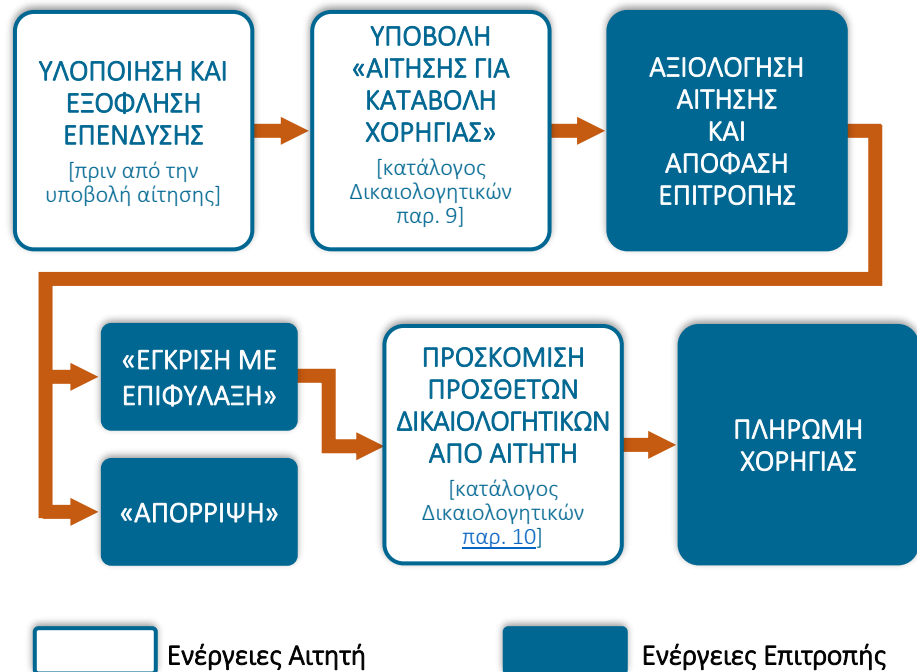 ΥΛΟΠΟΙΗΣΗ ΚΑΙ
ΕΞΟΦΛΗΣΗ
ΕΠΕΝΔΥΣΗΣ
[πριν από την
υποβολή αίτησης]
ΥΠΟΒΟΛΗ
«ΑΙΤΗΣΗΣ ΓΙΑ
ΚΑΤΑΒΟΛΗ
ΧΟΡΗΓΙΑΣ»
[κατάλογος
Δικαιολογητικών
παρ. 9]
ΑΞΙΟΛΟΓΗΣΗ
ΑΙΤΗΣΗΣ
ΚΑΙ
ΑΠΟΦΑΣΗ
ΕΠΙΤΡΟΠΗΣ
«ΕΓΚΡΙΣΗ ΜΕ
ΕΠΙΦΥΛΑΞΗ»
«ΑΠΟΡΡΙΨΗ»
ΠΡΟΣΚΟΜΙΣΗ
ΠΡΟΣΘΕΤΩΝ
ΔΙΚΑΙΟΛΟΓΗΤΙΚΩΝ
ΑΠΟ ΑΙΤΗΤΗ
[κατάλογος
Δικαιολογητικών
παρ. 10]
ΠΛΗΡΩΜΗ
ΧΟΡΗΓΙΑΣ
Ενέργειες Αιτητή
Ενέργειες Επιτροπής